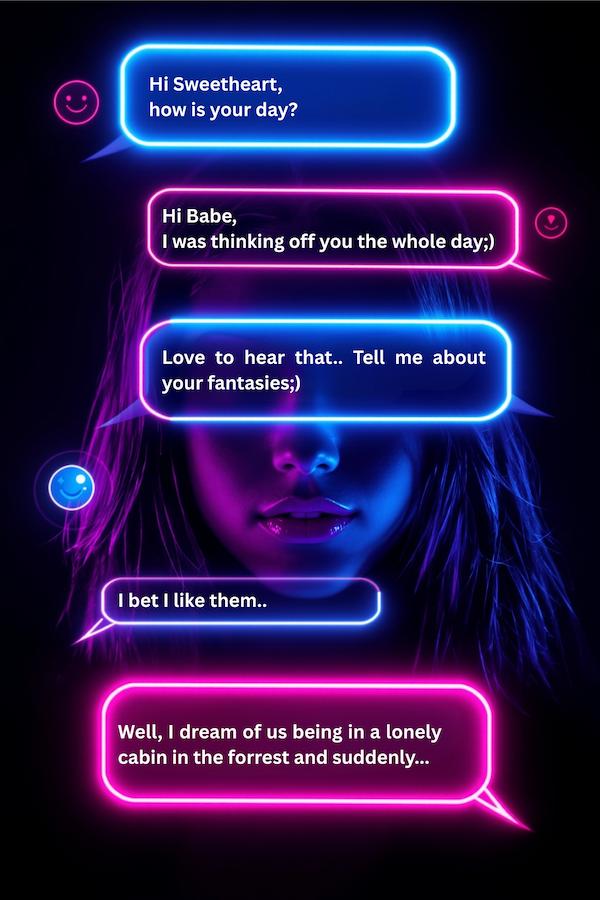 Hi Sweetheart,
how is your day?
Hi Babe,
I was thinking off you the whole day;)
Love to hear that.. Tell me about
your fantasies;)
I bet I like them..
Well, I dream of us being in a lonely
cabin in the forrest and suddenly...